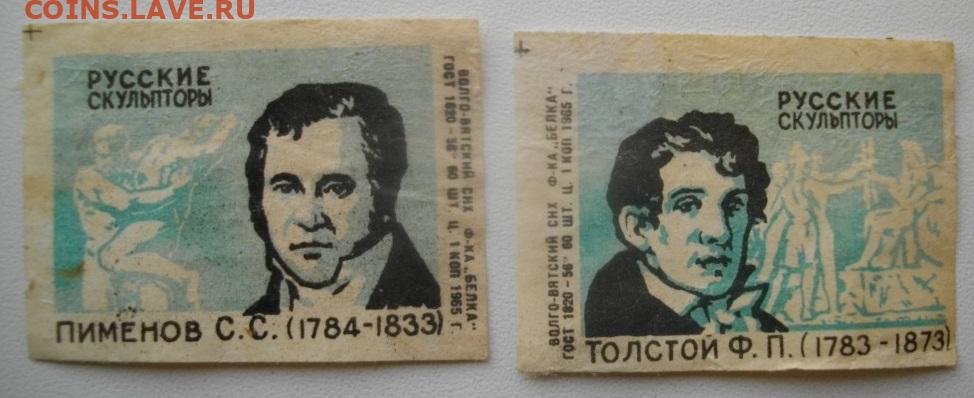 COINS.LAVE.RU
РУССКИЕ
СКУЛЬПТОРЫ
ВОЛГО-ВЯТСКИЙ СНХ Ф-КА „БЕЛКА“
ГОСТ 1820-56* 60 ШТ. Ц. 1 КОП 1965 Г.
ПИМЕНОВ С.С. (1784-1833)
РУССКИЕ
СКУЛЬПТОРЫ
ВОЛГО-ВЯТСКИЙ СНХ Ф-КА „БЕЛКА“
ГОСТ 1820-56* 60 ШТ. Ц. 1 КОП 1965 Г.
ТОЛСТОЙ Ф. П. (1783-1873)